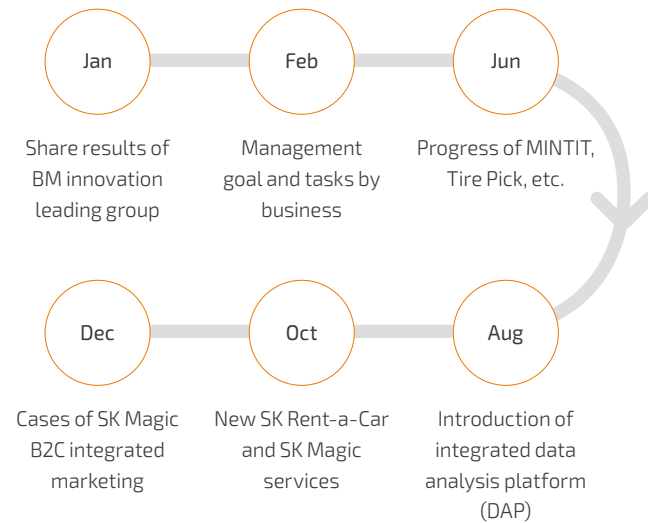 Jan
Share results of
BM innovation
leading group
Feb
Management
goal and tasks by
business
Jun
Progress of MINTIT,
Tire Pick, etc.
Aug
Introduction of
integrated data
analysis platform
(DAP)
Oct
New SK Rent-a-Car
and SK Magic
services
Dec
Cases of SK Magic
B2C integrated
marketing